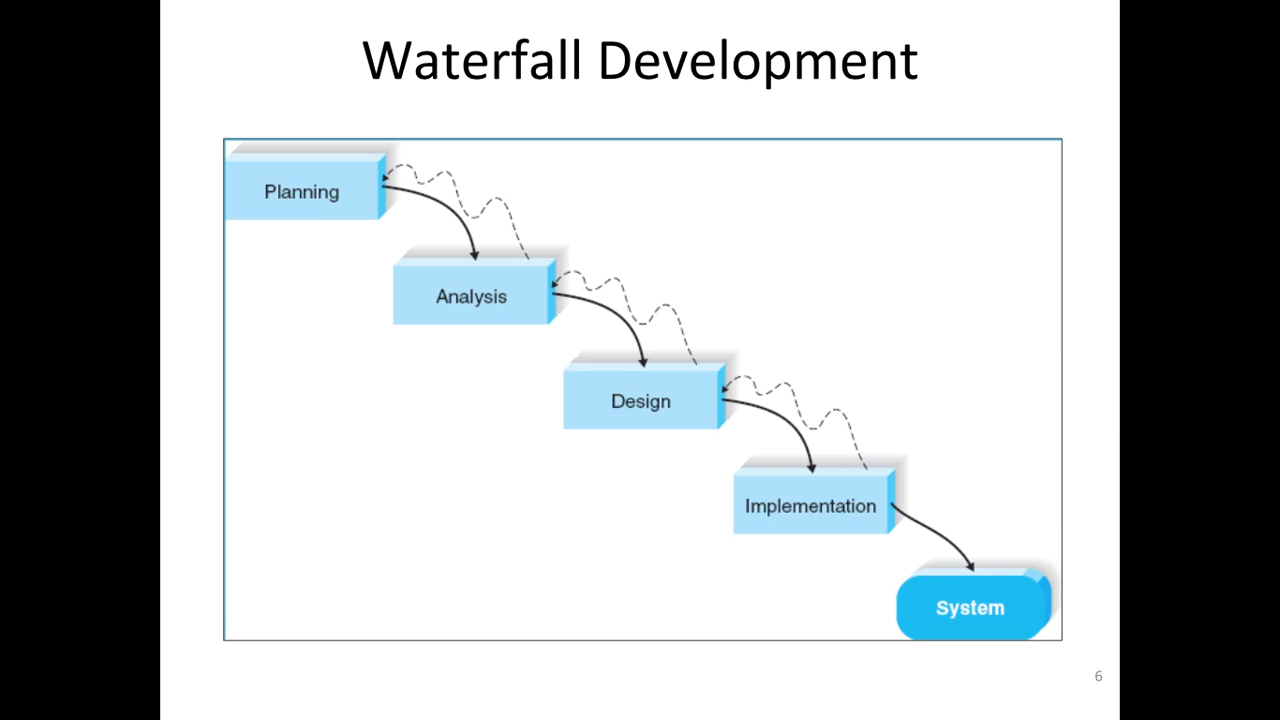 Waterfall Development
Planning
Analysis
Design
Implementation
System
6